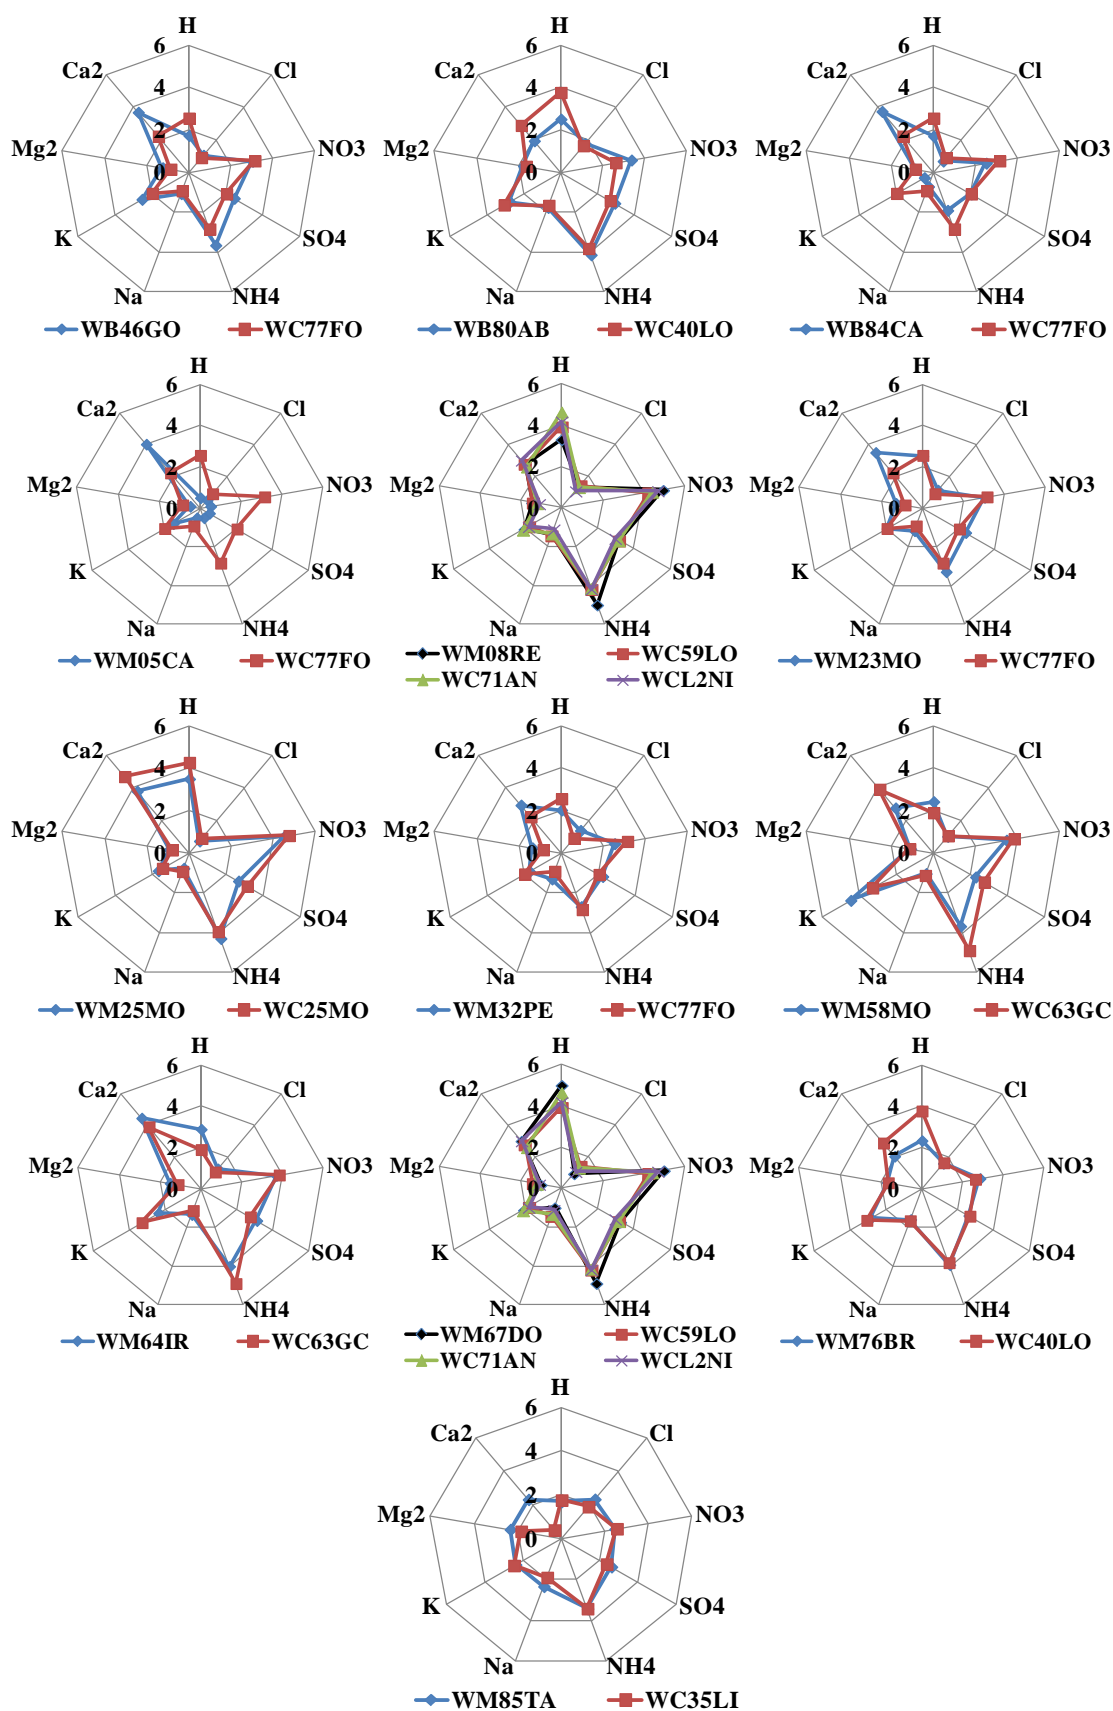 H H H
6 6 6
Ca2 Cl Ca2 Cl Ca2 Cl
4 4 4
Mg2 2 NO3 Mg2 2 NO3 Mg2 2 NO3
0 0 0
K SO4 K SO4 K SO4
Na NH4 Na NH4 Na NH4
WB46GO WC77FO WB80AB WC40LO WB84CA WC77FO
H H H
6 6 6
Ca2 Cl Ca2 Cl Ca2 Cl
4 4 4
Mg2 2 NO3 Mg2 2 NO3 Mg2 2 NO3
0 0 0
K SO4 K SO4 K SO4
Na NH4 Na NH4 Na NH4
WM05CA WC77FO WM08RE WC59LO WM23MO WC77FO
WC71AN WCL2NI
H H H
6 6 6
Ca2 Cl Ca2 Cl Ca2 Cl
4 4 4
Mg2 2 NO3 Mg2 2 NO3 Mg2 2 NO3
0 0 0
K SO4 K SO4 K SO4
Na NH4 Na NH4 Na NH4
WM25MO WC25MO WM32PE WC77FO WM58MO WC63GC
H H H
6 6 6
Ca2 Cl Ca2 Cl Ca2 Cl
4 4 4
Mg2 2 NO3 Mg2 2 NO3 Mg2 2 NO3
0 0 0
K SO4 K SO4 K SO4
Na NH4 Na NH4 Na NH4
WM64IR WC63GC WM67DO WC59LO WM76BR WC40LO
WC71AN WCL2NI
H
6
Ca2 Cl
4
Mg2 2 NO3
0
K SO4
Na NH4
WM85TA WC35LI